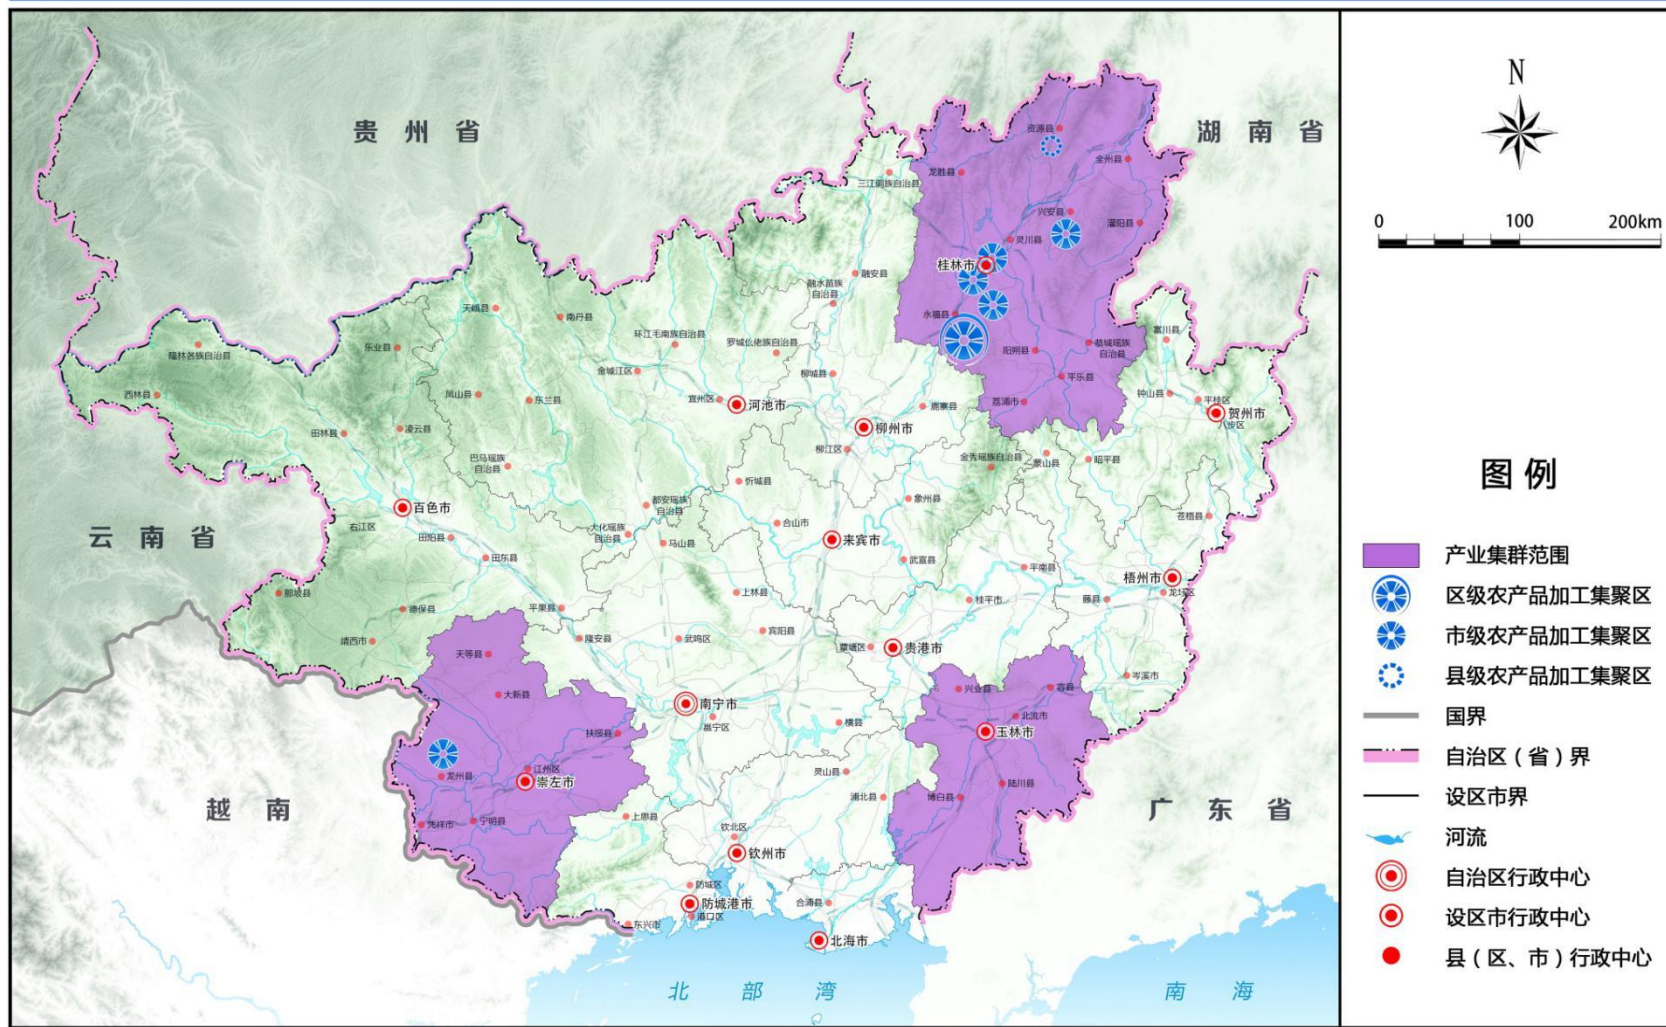 贵州省
湖南省
云南省
越南
广东省
北部湾
南海
资源县
全州县
龙胜县
三江侗族自治县
兴安县
灌阳县
灵川县
桂林市
融安县
融水苗族
自治县
永福县
阳朔县
恭城瑶族
自治县
平乐县
荔浦市
富川县
钟山县
平桂区
贺州市
八步区
天峨县
南丹县
环江毛南族自治县
罗城仫佬族自治县
乐业县
隆林各族自治县
金城江区
柳城县
西林县
凤山县
东兰县
宜州区
河池市
鹿寨县
柳州市
田林县
凌云县
柳江区
巴马瑶族
自治县
金秀瑶族自治县
蒙山县
昭平县
忻城县
都安瑶族
自治县
象州县
百色市
右江区
大化瑶族
自治县
合山市
苍梧县
田阳县
马山县
来宾市
田东县
武宣县
平南县
梧州市
龙圩区
那坡县
德保县
平果县
上林县
桂平市
藤县
靖西市
隆安县
武鸣区
宾阳县
覃塘区
贵港市
天等县
岑溪市
大新县
兴业县
容县
南宁市
邕宁区
横县
北流市
玉林市
扶绥县
龙州县
江州区
崇左市
灵山县
陆川县
浦北县
博白县
凭祥市
宁明县
上思县
钦北区
钦州市
防城区
防城港市
港口区
合浦县
东兴市
北海市
N
0 100 200km
图例
产业集群范围
区级农产品加工集聚区
市级农产品加工集聚区
县级农产品加工集聚区
国界
自治区（省）界
设区市界
河流
自治区行政中心
设区市行政中心
县（区、市）行政中心